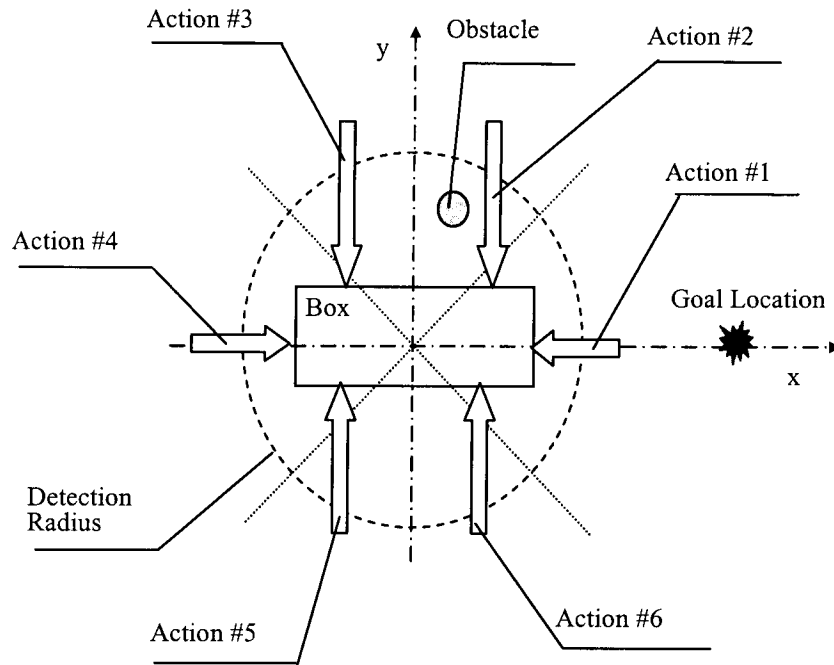 Action #3
y
Obstacle
Action #2
Action #1
Action #4
Box
Goal Location
x
Detection
Radius
Action #5
Action #6